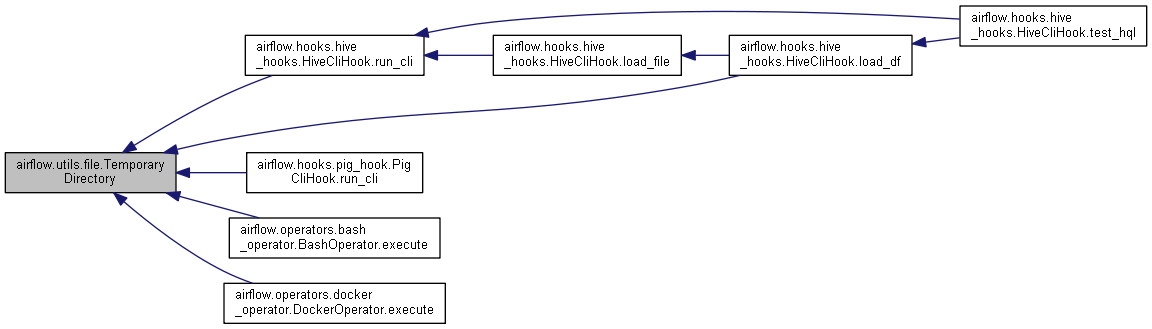 airflow.hooks.hive
_hooks.HiveCliHook.test_hql
airflow.hooks.hive
_hooks.HiveCliHook.run_cli
airflow.hooks.hive
_hooks.HiveCliHook.load_file
airflow.hooks.hive
_hooks.HiveCliHook.load_df
airflow.utils.file.Temporary
Directory
airflow.hooks.pig_hook.Pig
CliHook.run_cli
airflow.operators.bash
_operator.BashOperator.execute
airflow.operators.docker
_operator.DockerOperator.execute